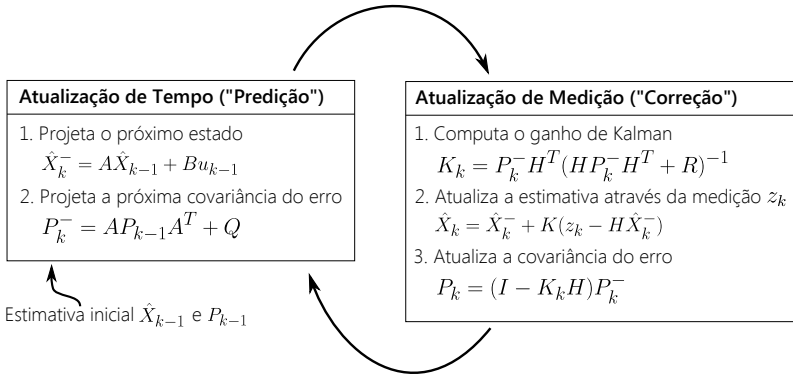 Atualização de Tempo ("Predição")
1. Projeta o próximo estado
$\hat{X}_k^- = A\hat{X}_{k-1} + Bu_{k-1}$
2. Projeta a próxima covariância do erro
$P_k^- = AP_{k-1}A^T + Q$
Estimativa inicial $\hat{X}_{k-1}$ e $P_{k-1}$
Atualização de Medição ("Correção")
1. Computa o ganho de Kalman
$K_k = P_k^- H^T (HP_k^- H^T + R)^{-1}$
2. Atualiza a estimativa através da medição $z_k$
$\hat{X}_k = \hat{X}_k^- + K(z_k - H\hat{X}_k^-)$
3. Atualiza a covariância do erro
$P_k = (I - K_k H)P_k^-$